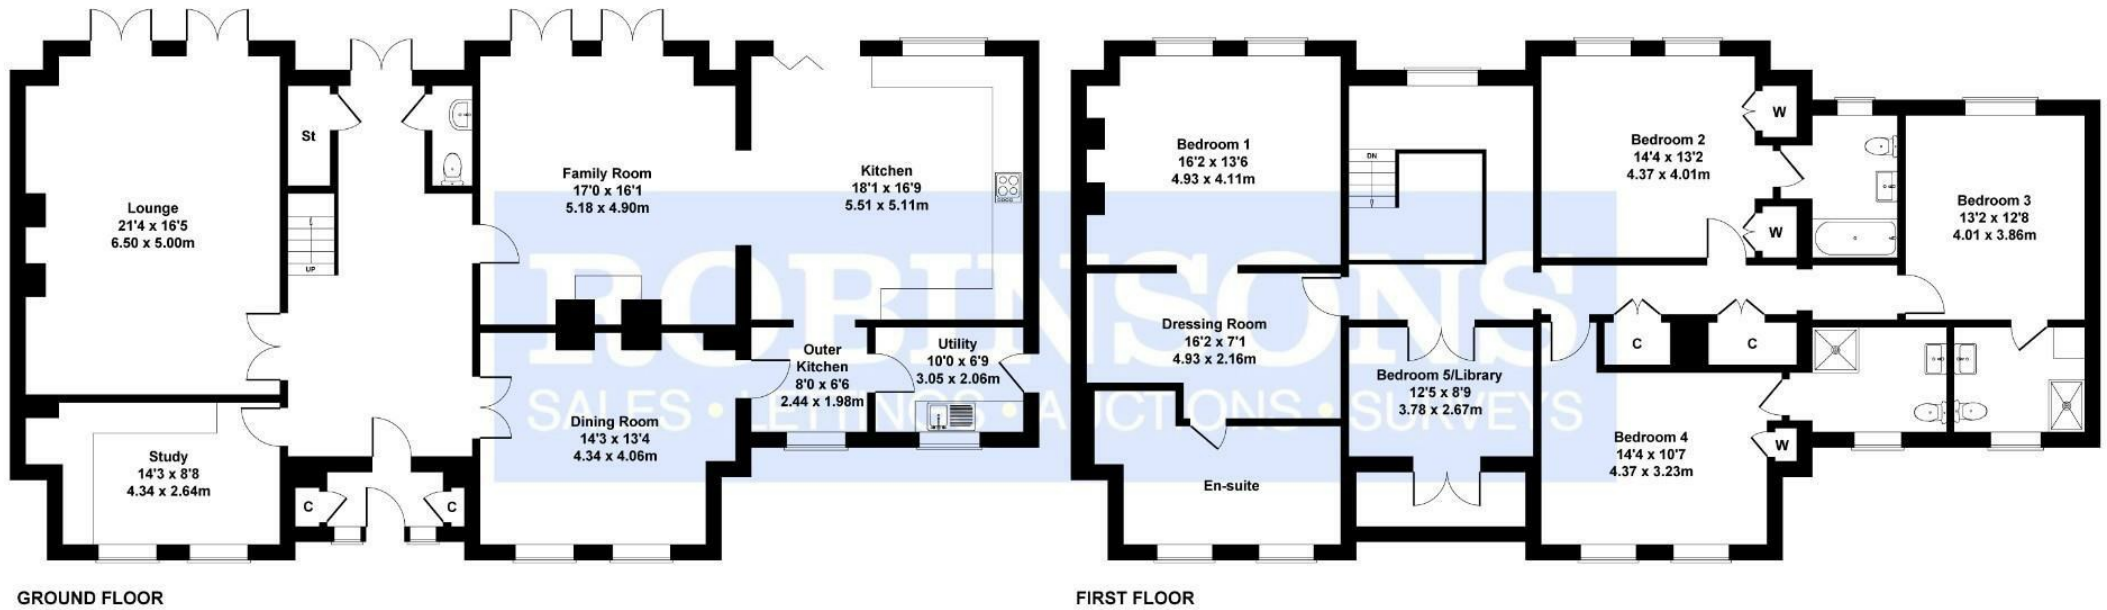 St
Lounge
21'4 x 16'5
6.50 x 5.00m
UP
Family Room
17'0 x 16'1
5.18 x 4.90m
Kitchen
18'1 x 16'9
5.51 x 5.11m
Outer
Kitchen
8'0 x 6'6
2.44 x 1.98m
Utility
10'0 x 6'9
3.05 x 2.06m
Dining Room
14'3 x 13'4
4.34 x 4.06m
Study
14'3 x 8'8
4.34 x 2.64m
C
C
GROUND FLOOR
Bedroom 1
16'2 x 13'6
4.93 x 4.11m
DN
Bedroom 2
14'4 x 13'2
4.37 x 4.01m
W
W
Bedroom 3
13'2 x 12'8
4.01 x 3.86m
Dressing Room
16'2 x 7'1
4.93 x 2.16m
Bedroom 5/Library
12'5 x 8'9
3.78 x 2.67m
C
C
Bedroom 4
14'4 x 10'7
4.37 x 3.23m
W
En-suite
FIRST FLOOR
ROBINSONS
SALES • LETTINGS • AUCTIONS • SURVEYS